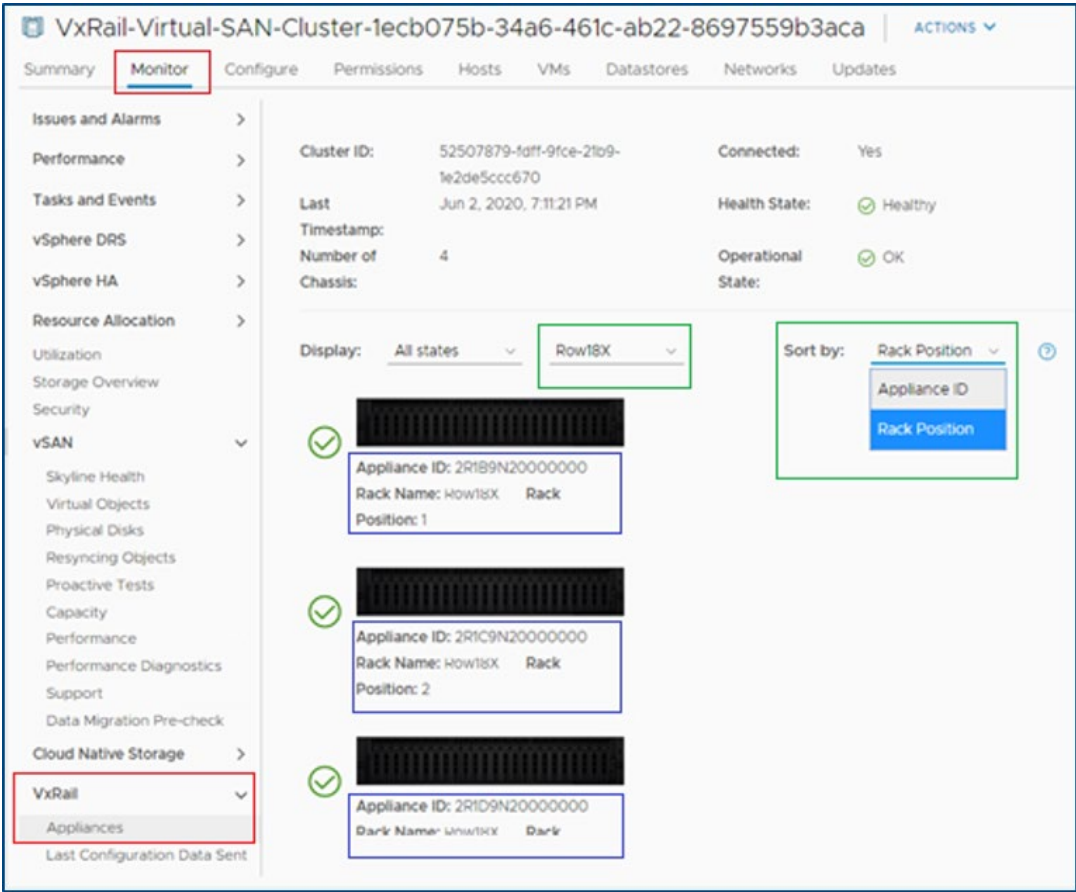 VxRail-Virtual-SAN-Cluster-1ecb075b-34a6-461c-ab22-8697559b3aca ACTIONS
Summary Monitor Configure Permissions Hosts VMs Datastores Networks Updates
Issues and Alarms
Performance
Tasks and Events
vSphere DRS
vSphere HA
Resource Allocation
Utilization
Storage Overview
Security
vSAN
Skyline Health
Virtual Objects
Physical Disks
Resyncing Objects
Proactive Tests
Capacity
Performance
Performance Diagnostics
Support
Data Migration Pre-check
Cloud Native Storage
VxRail
Appliances
Last Configuration Data Sent
Cluster ID: 52507879-fdff-9fce-21b9-
1e2de5ccc670
Connected: Yes
Last
Timestamp:
Jun 2, 2020, 7:11:21 PM
Health State: Healthy
Number of
Chassis:
4
Operational
State:
OK
Display: All states Row18X
Sort by: Rack Position
Appliance ID
Rack Position
Appliance ID: 2R1B9N20000000
Rack Name: Row18X Rack
Position: 1
Appliance ID: 2R1C9N20000000
Rack Name: Row18X Rack
Position: 2
Appliance ID: 2R1D9N20000000
Rack Name: Row18X Rack